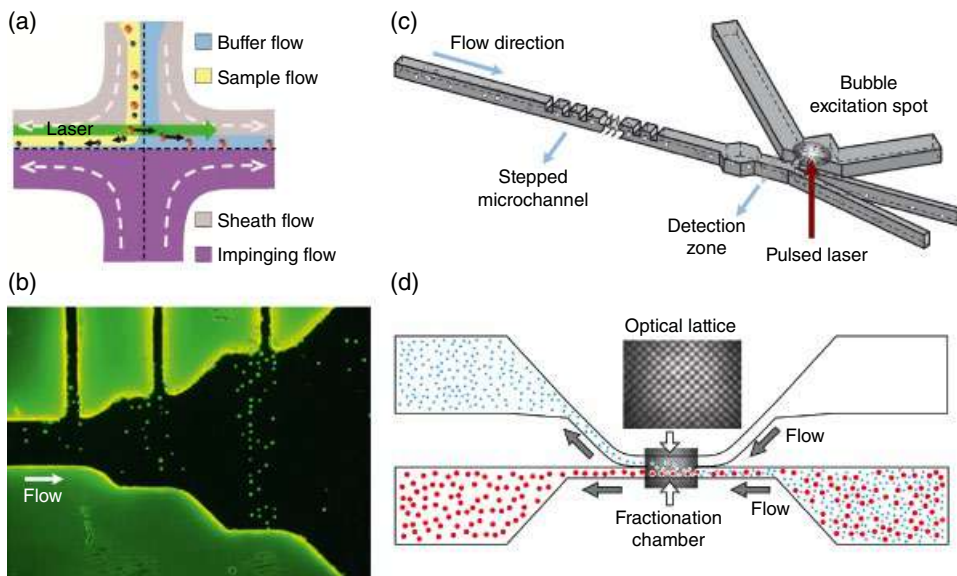 (a)
Buffer flow
Sample flow
Laser
Sheath flow
Impinging flow
(b)
Flow
(c)
Flow direction
Bubble
excitation spot
Stepped
microchannel
Detection
zone
Pulsed laser
(d)
Optical lattice
Flow
Flow
Fractionation
chamber